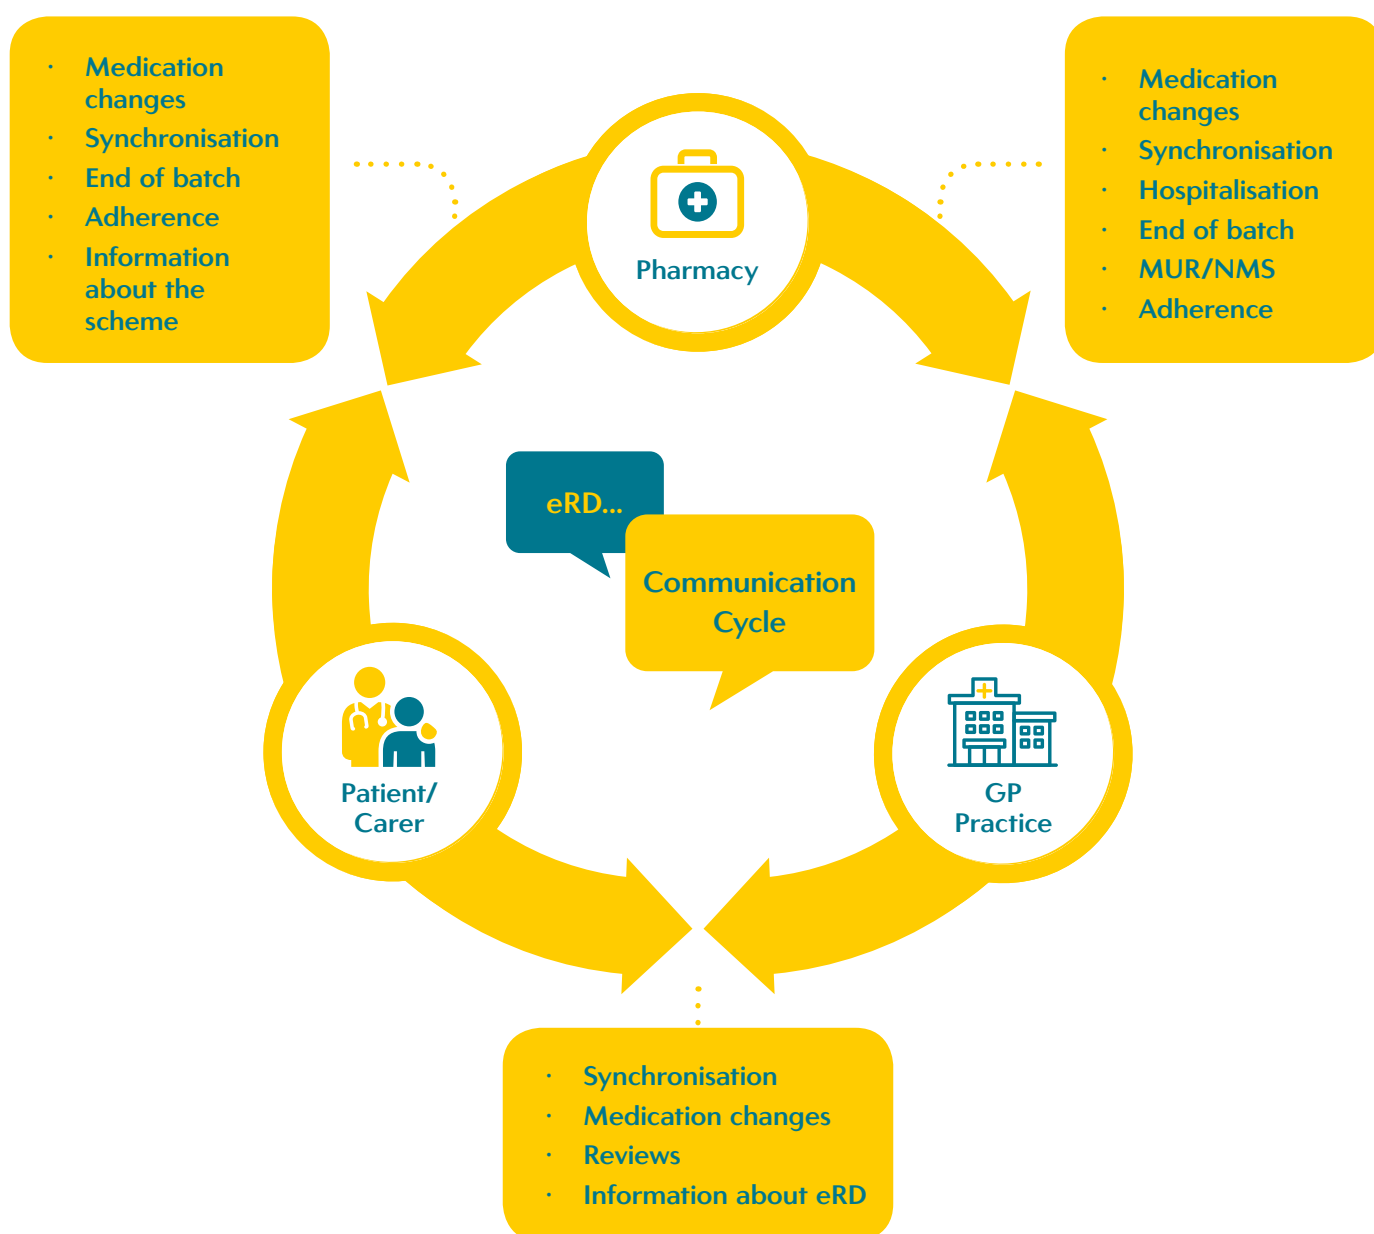 · Medication
changes
· Synchronisation
· End of batch
· Adherence
· Information
about the
scheme
· Medication
changes
· Synchronisation
· Hospitalisation
· End of batch
· MUR/NMS
· Adherence
Pharmacy
eRD...
Communication
Cycle
Patient/
Carer
GP
Practice
· Synchronisation
· Medication changes
· Reviews
· Information about eRD